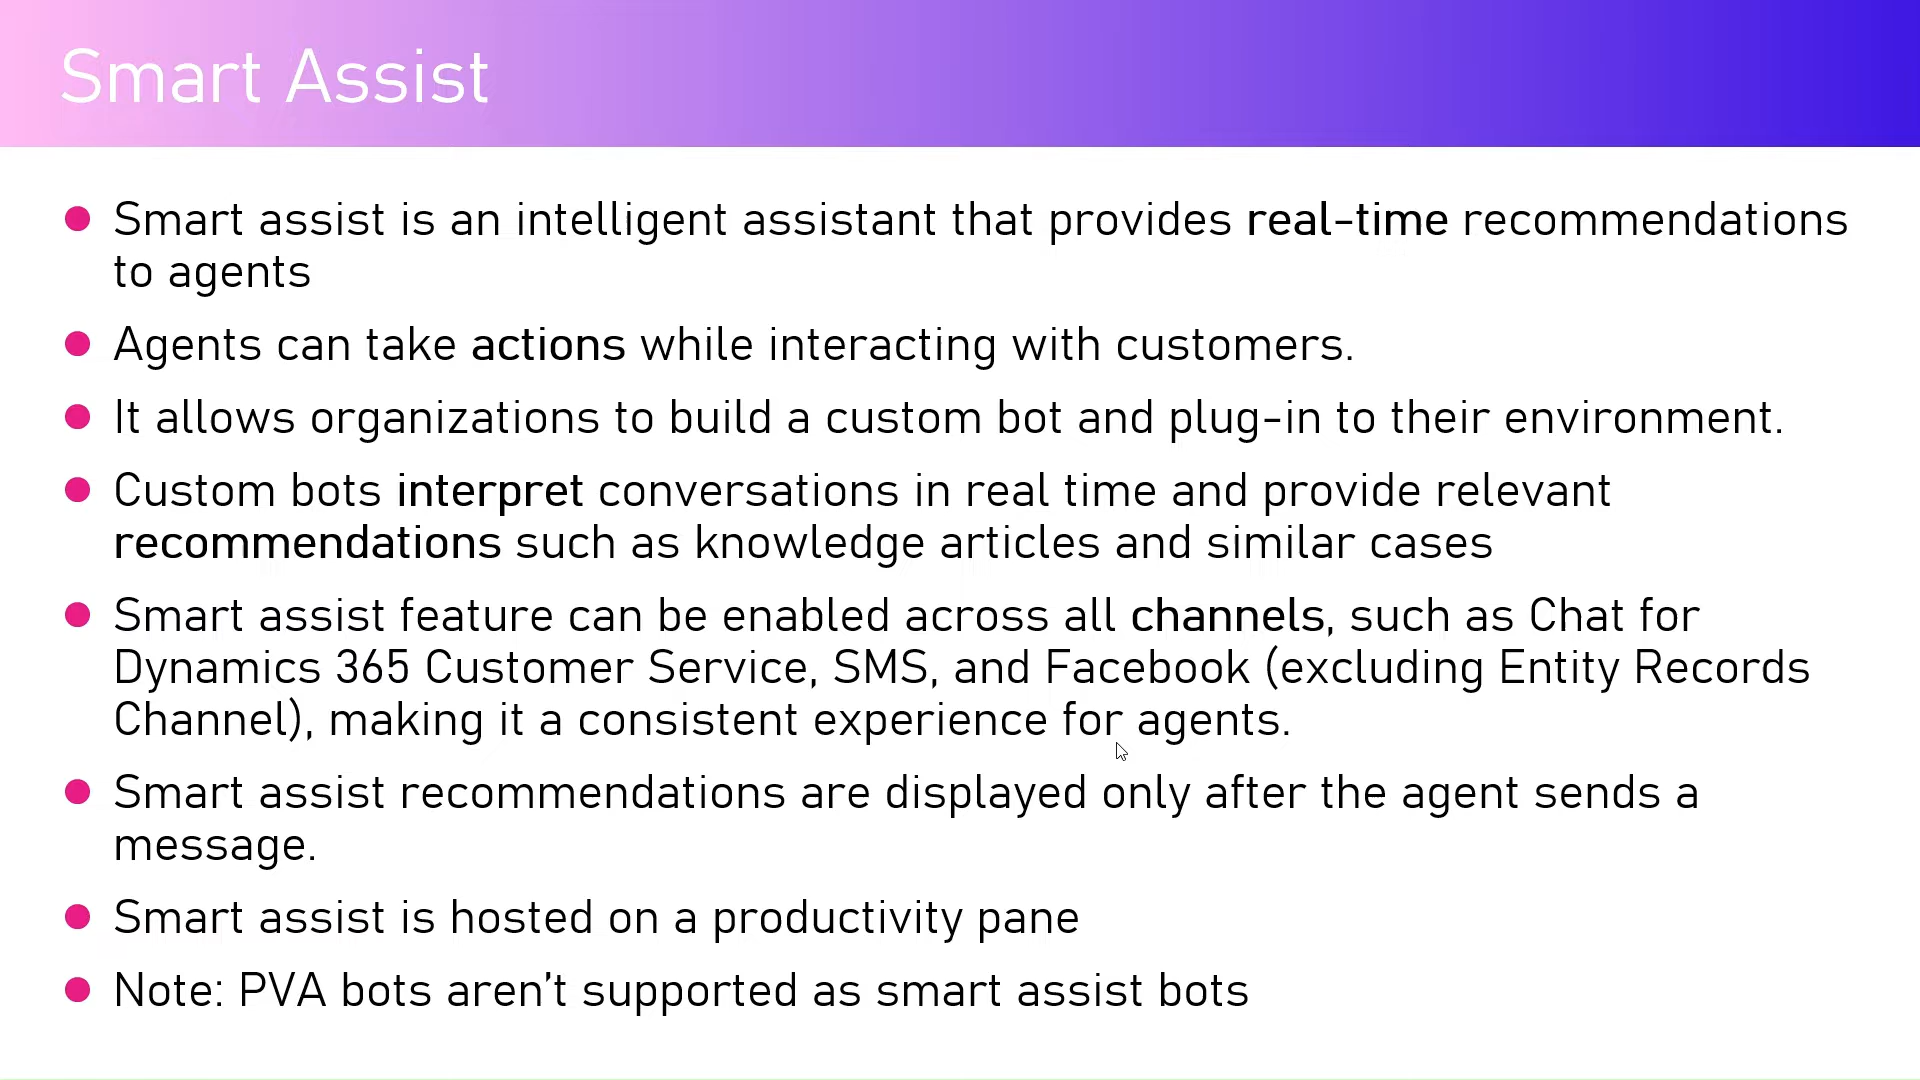 Smart Assist
Smart assist is an intelligent assistant that provides real-time recommendations
to agents
Agents can take actions while interacting with customers.
It allows organizations to build a custom bot and plug-in to their environment.
Custom bots interpret conversations in real time and provide relevant
recommendations such as knowledge articles and similar cases
Smart assist feature can be enabled across all channels, such as Chat for
Dynamics 365 Customer Service, SMS, and Facebook (excluding Entity Records
Channel), making it a consistent experience for agents.
Smart assist recommendations are displayed only after the agent sends a
message.
Smart assist is hosted on a productivity pane
Note: PVA bots aren’t supported as smart assist bots